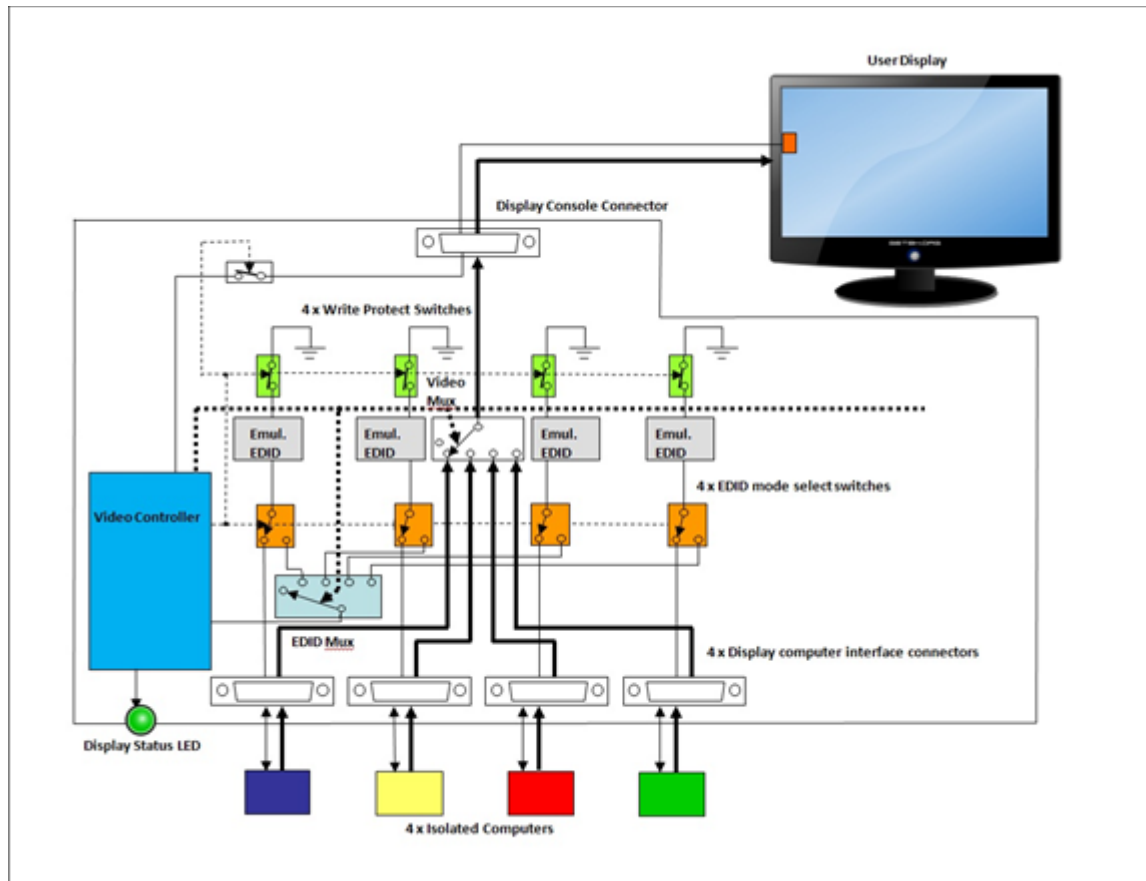 User Display
Display Console Connector
4 x Write Protect Switches
Video
Mux
Emul.
EDID
Emul.
EDID
Emul.
EDID
Emul.
EDID
4 x EDID mode select switches
Video Controller
EDID Mux
4 x Display computer interface connectors
Display Status LED
4 x Isolated Computers